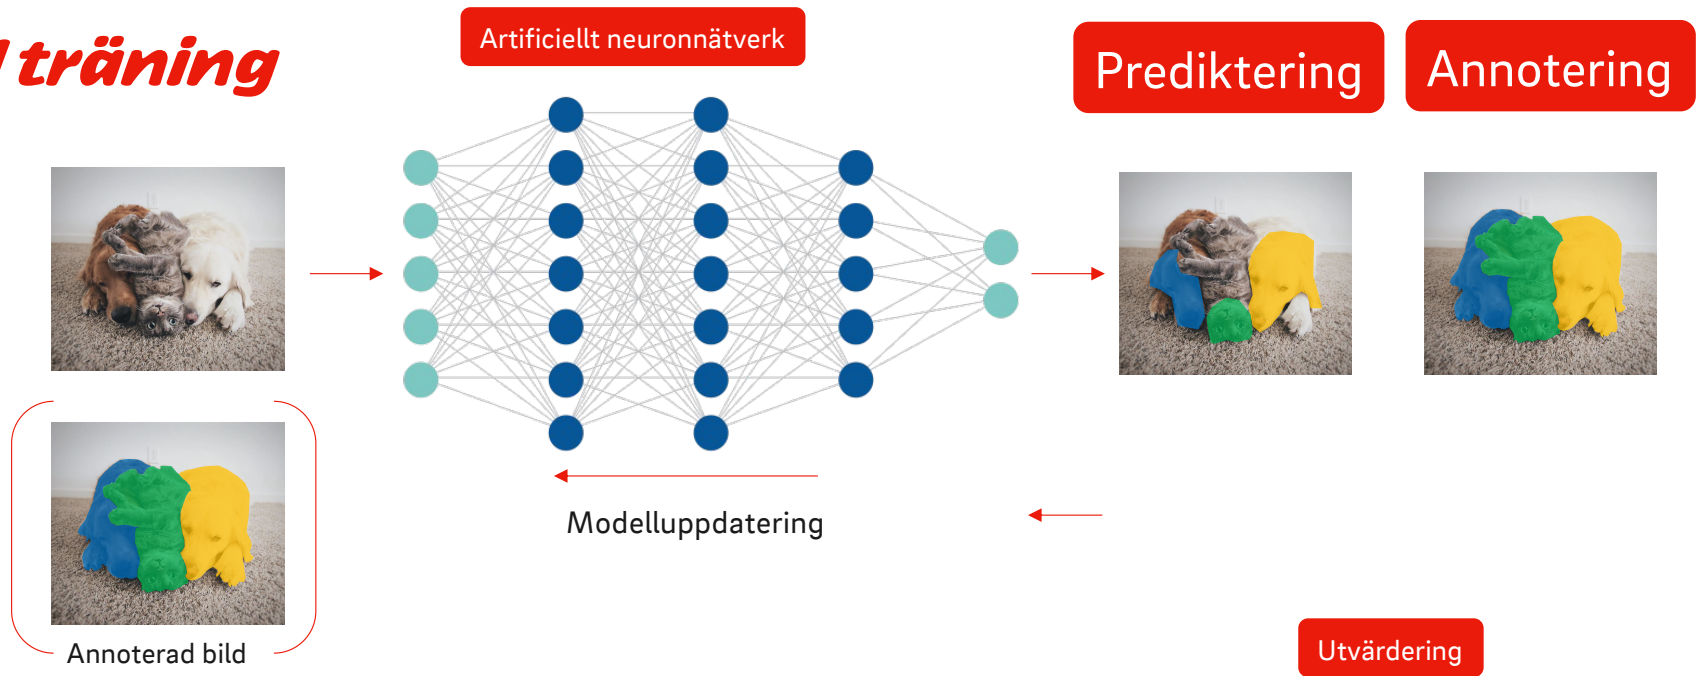 träning
Artificiellt neuronnätverk
Prediktering
Annotering
Modelluppdatering
Annoterad bild
Utvärdering